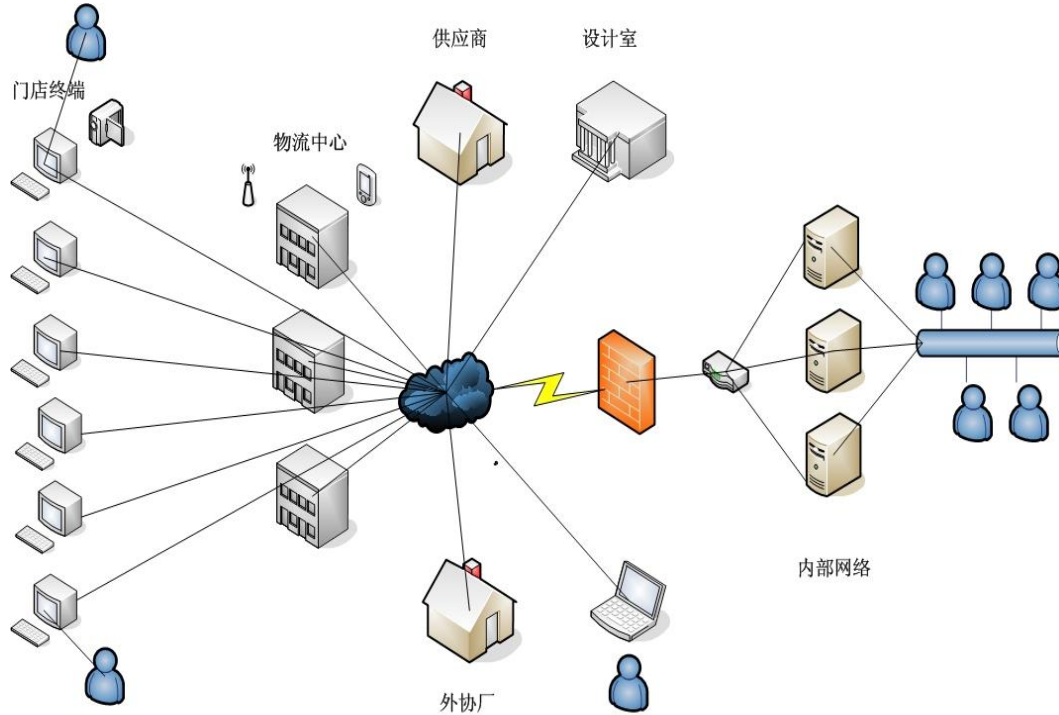 供应商
设计室
门店终端
物流中心
内部网络
外协厂